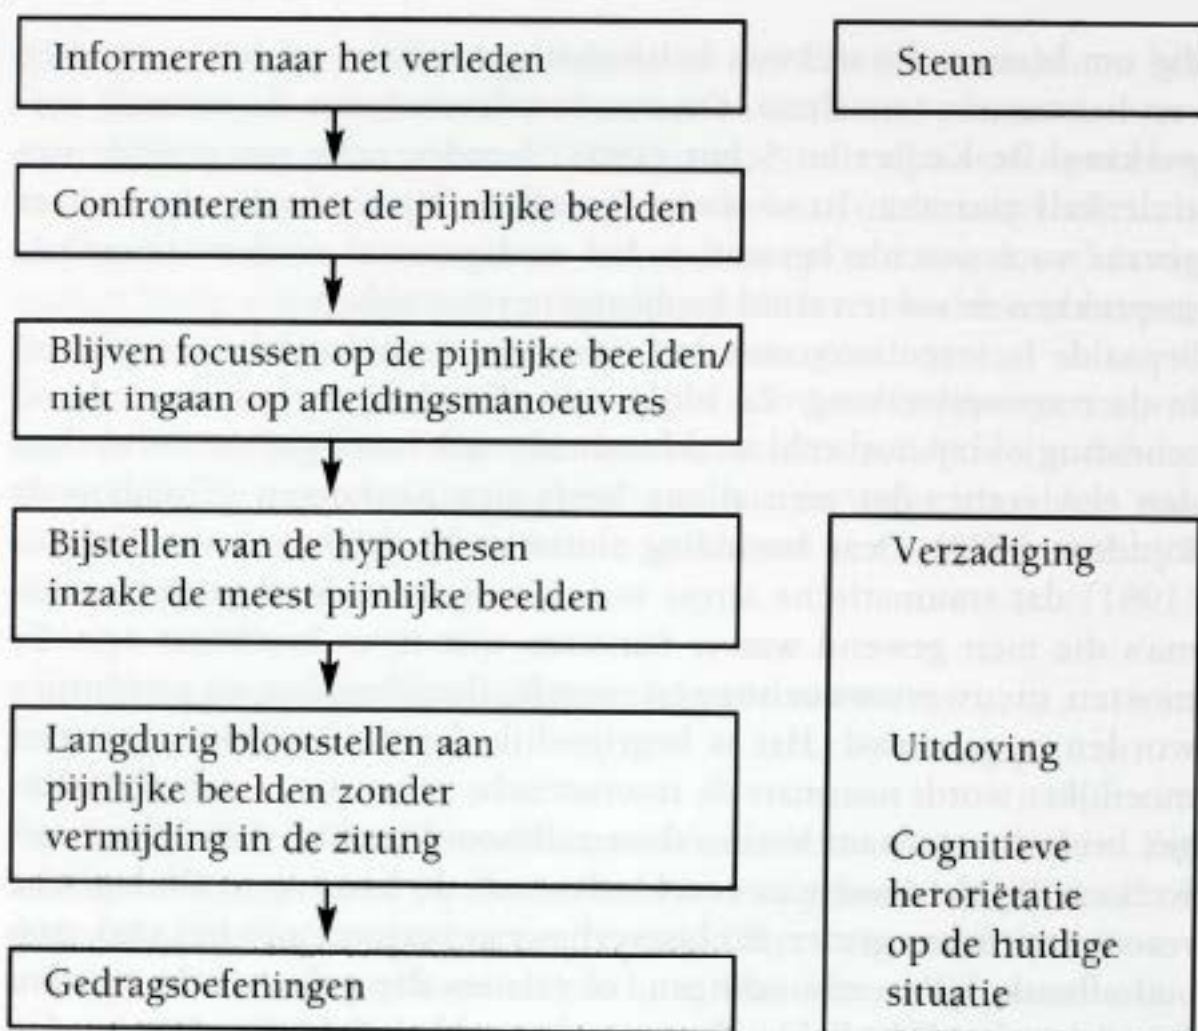 Informeren naar het verleden
Steun
Confronteren met de pijnlijke beelden
Blijven focussen op de pijnlijke beelden/
niet ingaan op afleidingsmanoeuvres
Bijstellen van de hypothesen
inzake de meest pijnlijke beelden
Langdurig blootstellen aan
pijnlijke beelden zonder
vermijding in de zitting
Gedragsoefeningen
Verzadiging
Uitdoving
Cognitieve
heroriëtatie
op de huidige
situatie